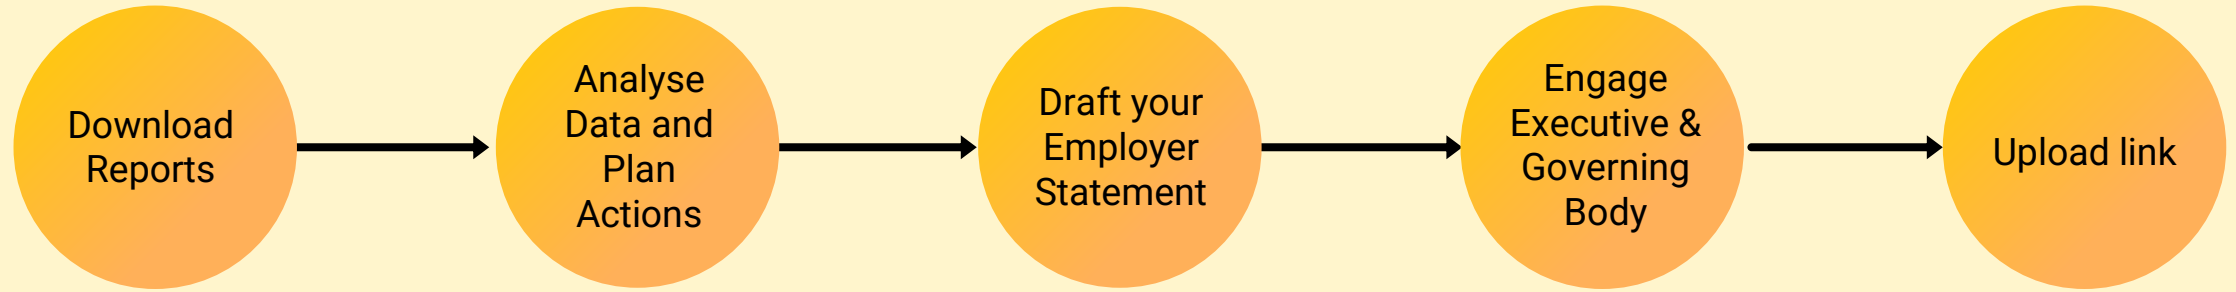 Download
Reports
Analyse
Data and
Plan
Actions
Draft your
Employer
Statement
Engage
Executive &
Governing
Body
Upload link